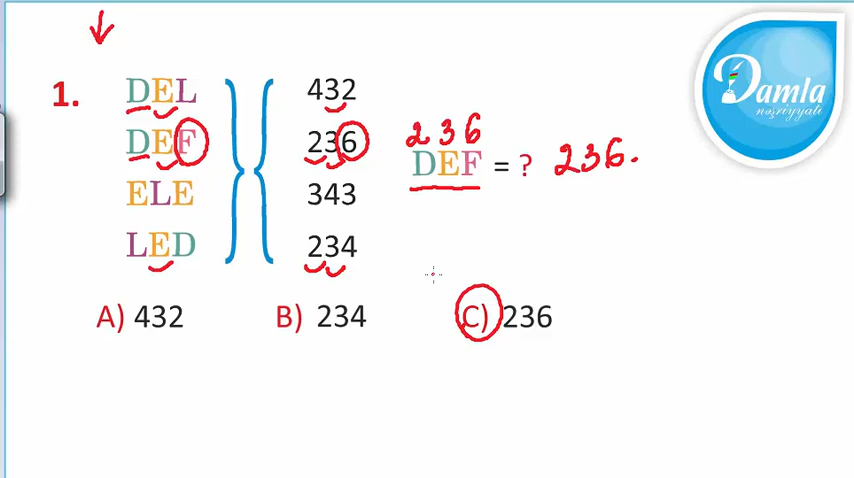 Damla
nəşriyyatı
1. DEL 432
DEF 236
236
DEF = ? 236.
ELE 343
LED 234
A) 432 B) 234 C) 236